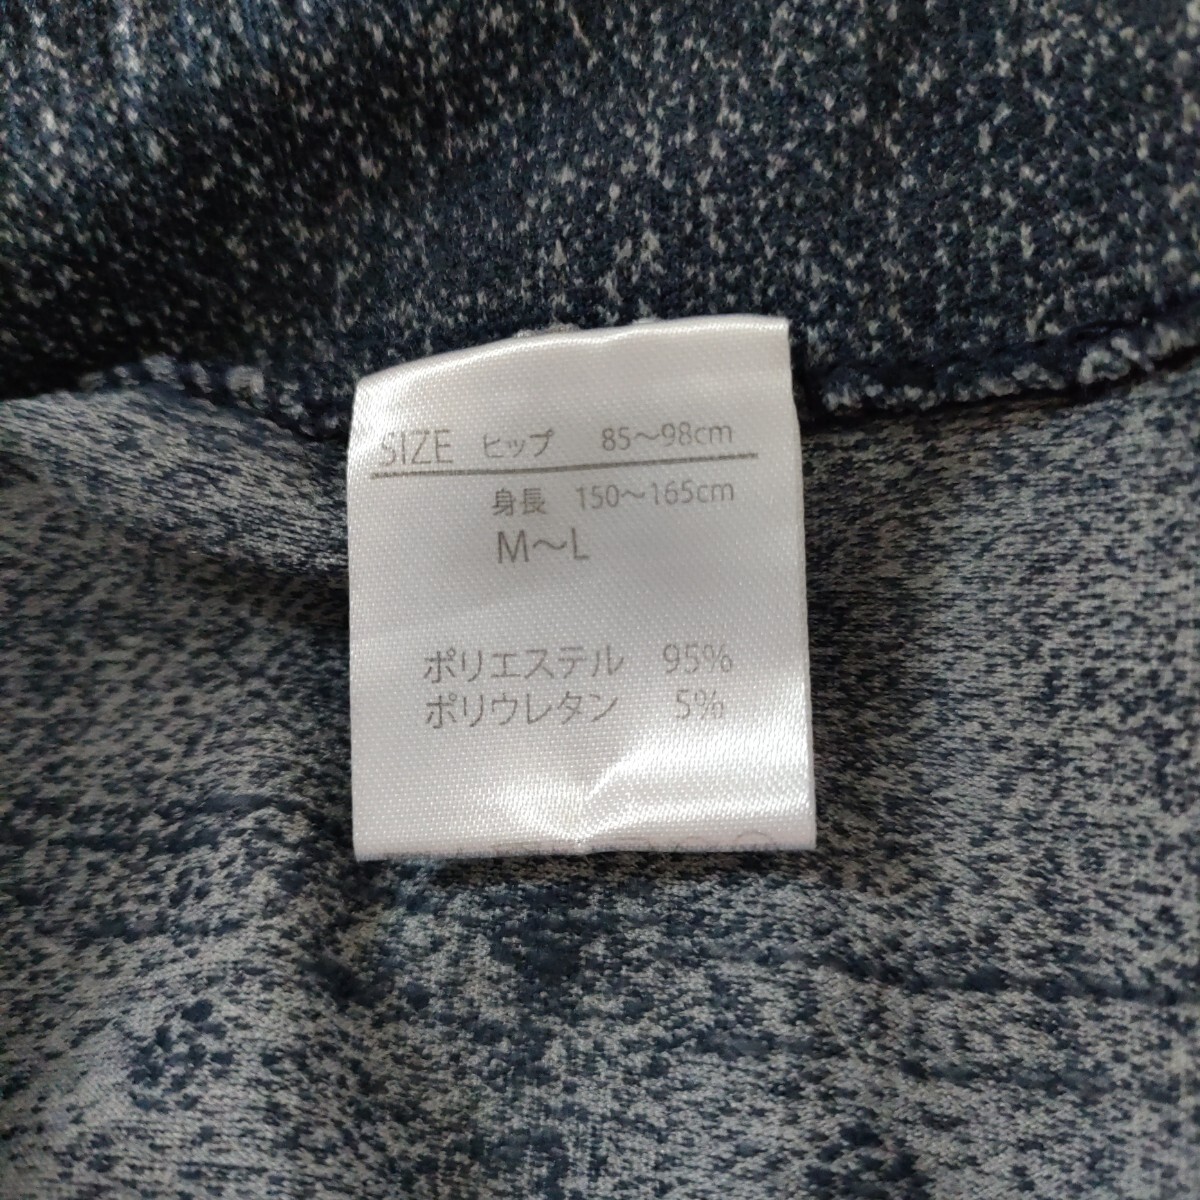 SIZE ヒップ 85〜98cm
身長 150〜165cm
M〜L
ポリエステル 95%
ポリウレタン 5%